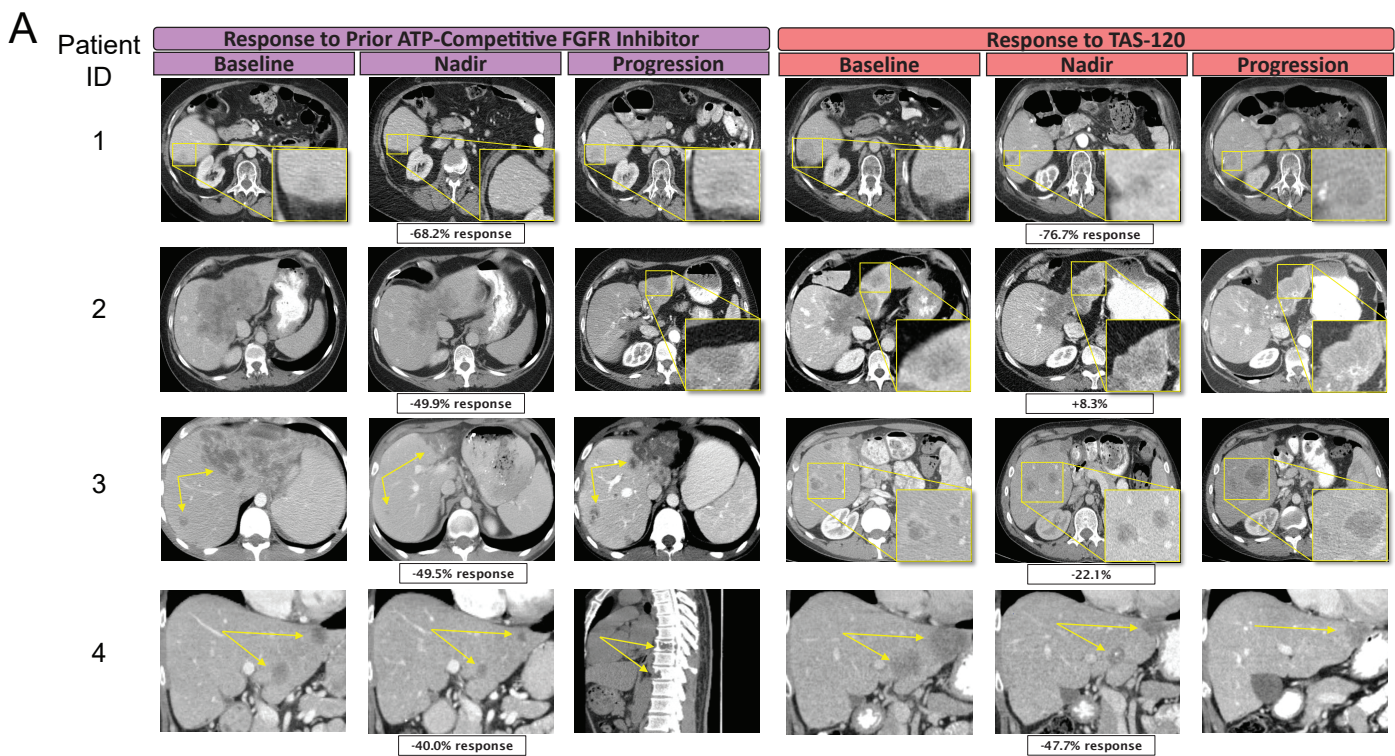 A
Patient ID
Response to Prior ATP-Competitive FGFR Inhibitor
Response to TAS-120
Baseline
Nadir
Progression
Baseline
Nadir
Progression
1
-68.2% response
-76.7% response
2
-49.9% response
+8.3%
3
-49.5% response
-22.1%
4
-40.0% response
-47.7% response